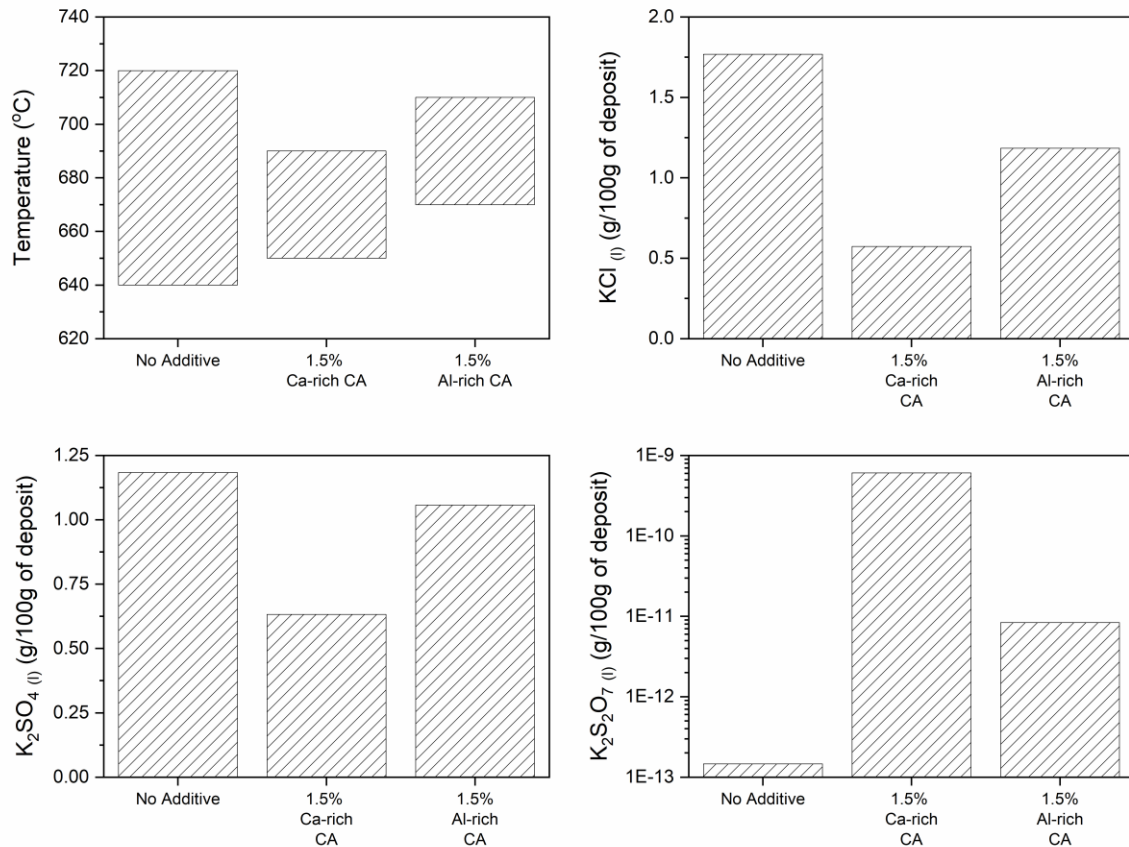 Temperature (°C)
740
720
700
680
660
640
620
No Additive
1.5%
Ca-rich CA
1.5%
Al-rich CA
KCl (l) (g/100g of deposit)
2.0
1.5
1.0
0.5
0.0
No Additive
1.5%
Ca-rich
CA
1.5%
Al-rich
CA
K2SO4 (l) (g/100g of deposit)
1.25
1.00
0.75
0.50
0.25
0.00
No Additive
1.5%
Ca-rich
CA
1.5%
Al-rich
CA
K2S2O7 (l) (g/100g of deposit)
1E-9
1E-10
1E-11
1E-12
1E-13
No Additive
1.5%
Ca-rich
CA
1.5%
Al-rich
CA